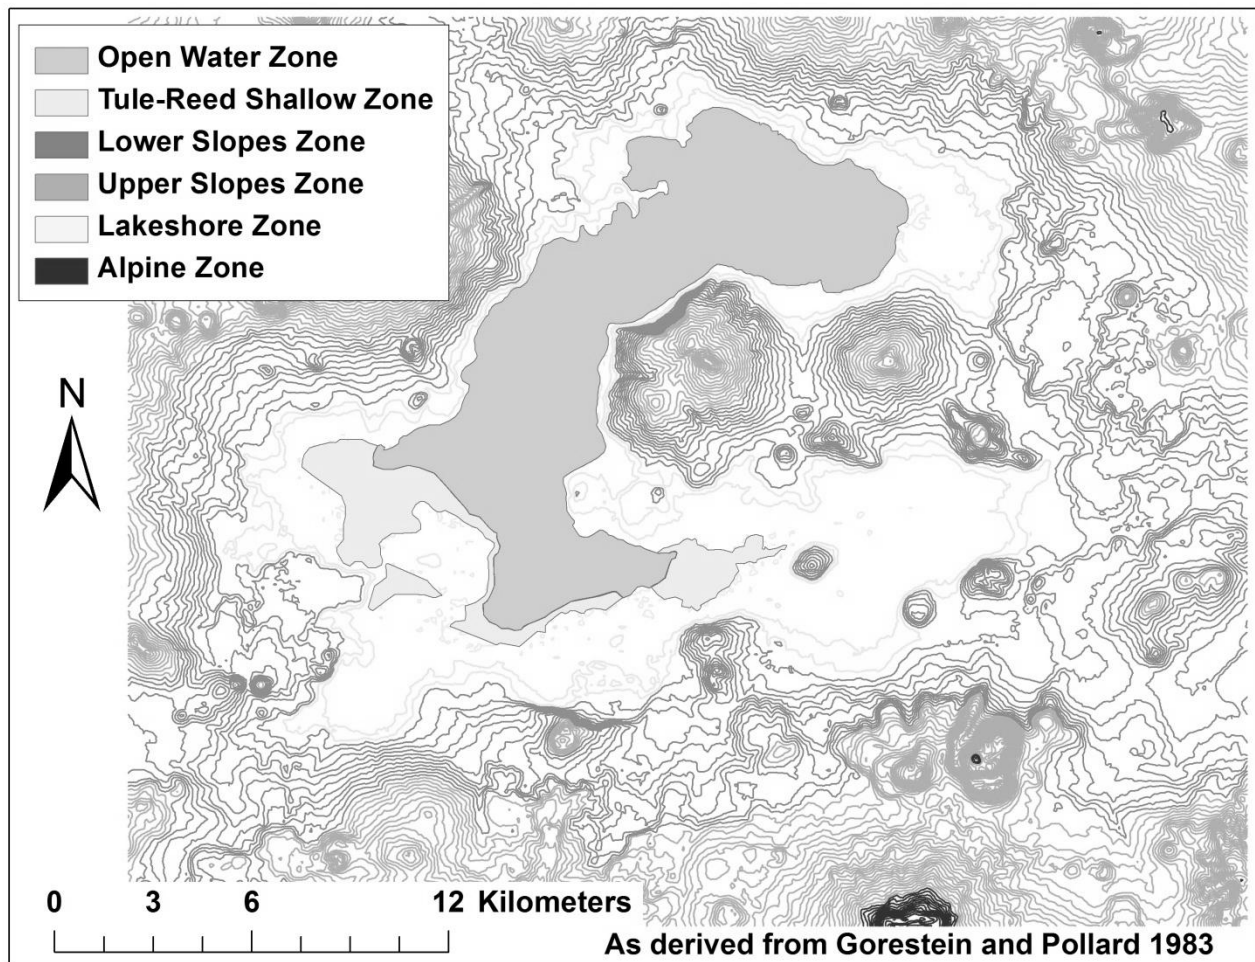 Open Water Zone
Tule-Reed Shallow Zone
Lower Slopes Zone
Upper Slopes Zone
Lakeshore Zone
Alpine Zone
N
0 3 6 12 Kilometers
As derived from Gorestein and Pollard 1983